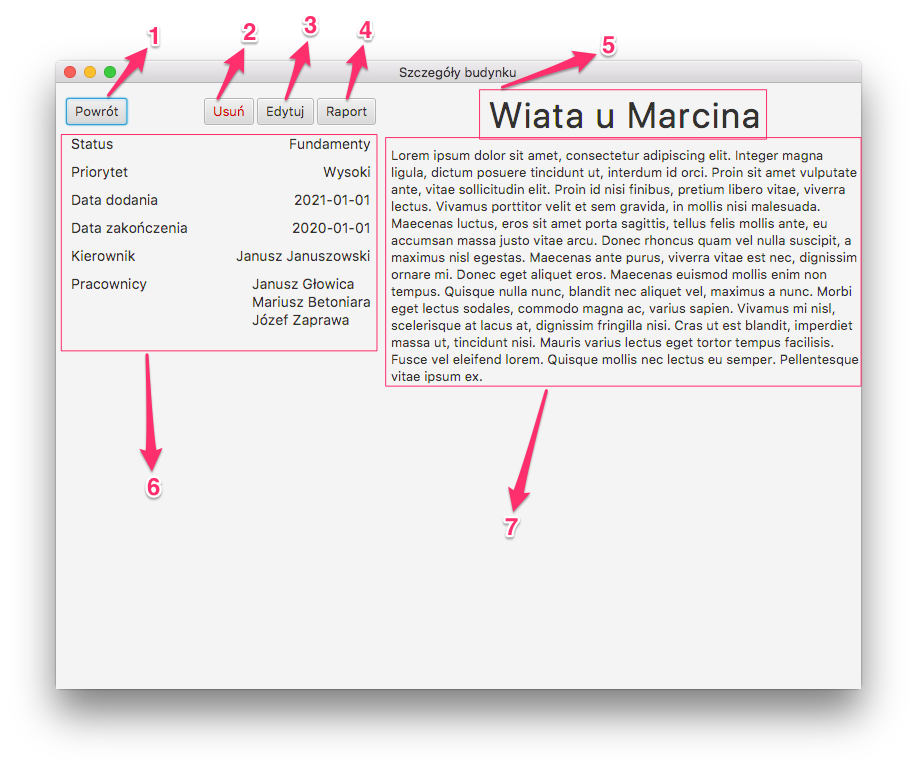 1
2
3
4
5
Szczegóły budynku
Powrót
Usuń
Edytuj
Raport
Wiata u Marcina
Status Fundamenty
Priorytet Wysoki
Data dodania 2021-01-01
Data zakończenia 2020-01-01
Kierownik Janusz Januszowski
Pracownicy Janusz Głowica
Mariusz Betoniara
Józef Zaprawa
6
Lorem ipsum dolor sit amet, consectetur adipiscing elit. Integer magna
ligula, dictum posuere tincidunt ut, interdum id orci. Proin sit amet vulputate
ante, vitae sollicitudin elit. Proin id nisi finibus, pretium libero vitae, viverra
lectus. Vivamus porttitor velit et sem gravida, in mollis nisi malesuada.
Maecenas luctus, eros sit amet porta sagittis, tellus felis mollis ante, eu
accumsan massa justo vitae arcu. Donec rhoncus quam vel nulla suscipit, a
maximus nisl egestas. Maecenas ante purus, viverra vitae est nec, dignissim
ornare mi. Donec eget aliquet eros. Maecenas euismod mollis enim non
tempus. Quisque nulla nunc, blandit nec aliquet vel, maximus a nunc. Morbi
eget lectus sodales, commodo magna ac, varius sapien. Vivamus mi nisl,
scelerisque at lacus at, dignissim fringilla nisi. Cras ut est blandit, imperdiet
massa ut, tincidunt nisi. Mauris varius lectus eget tortor tempus facilisis.
Fusce vel eleifend lorem. Quisque mollis nec lectus eu semper. Pellentesque
vitae ipsum ex.
7